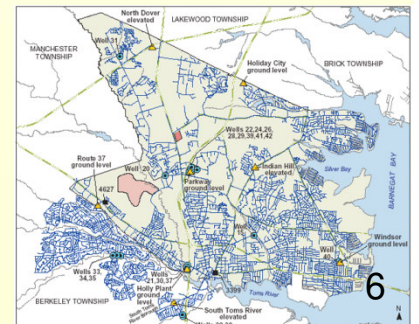 North Dover
elevated
LAKEWOOD TOWNSHIP
MANCHESTER
TOWNSHIP
Well 31
Holiday City
ground level
BRICK TOWNSHIP
Wells 22,24,26,
28,29,39,41,42
Route 37
ground level
Well 20
4627
Parkway
ground level
Indian Hill
elevated
Silver Bay
BARNEGAT BAY
Windsor
ground level
Well
40
6
Wells 33,
34,35
Wells
21,30,37
Holly Plant
ground
level
3399
Toms River
BERKELEY TOWNSHIP
South Toms River
elevated